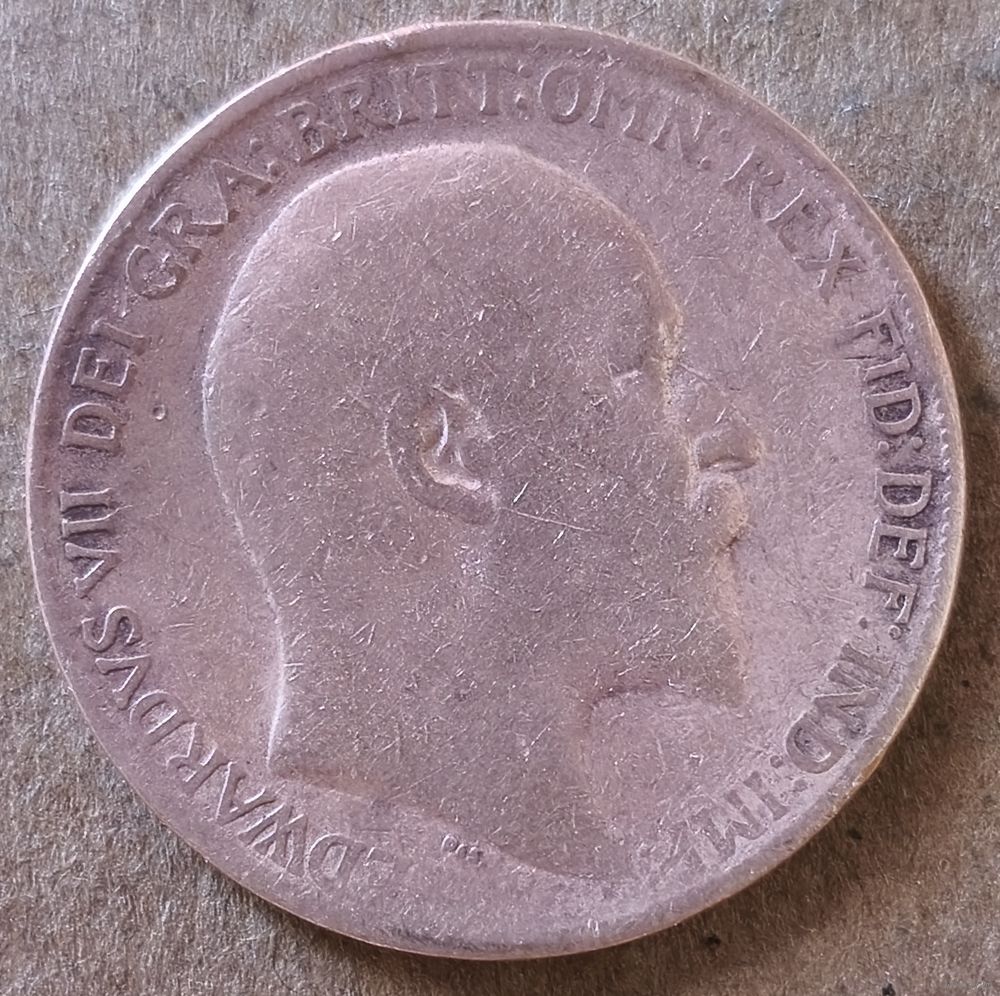 EDWARDVS VII DEI GRA: BRITT: OMN: REX FID: DEF: IND: IMP: